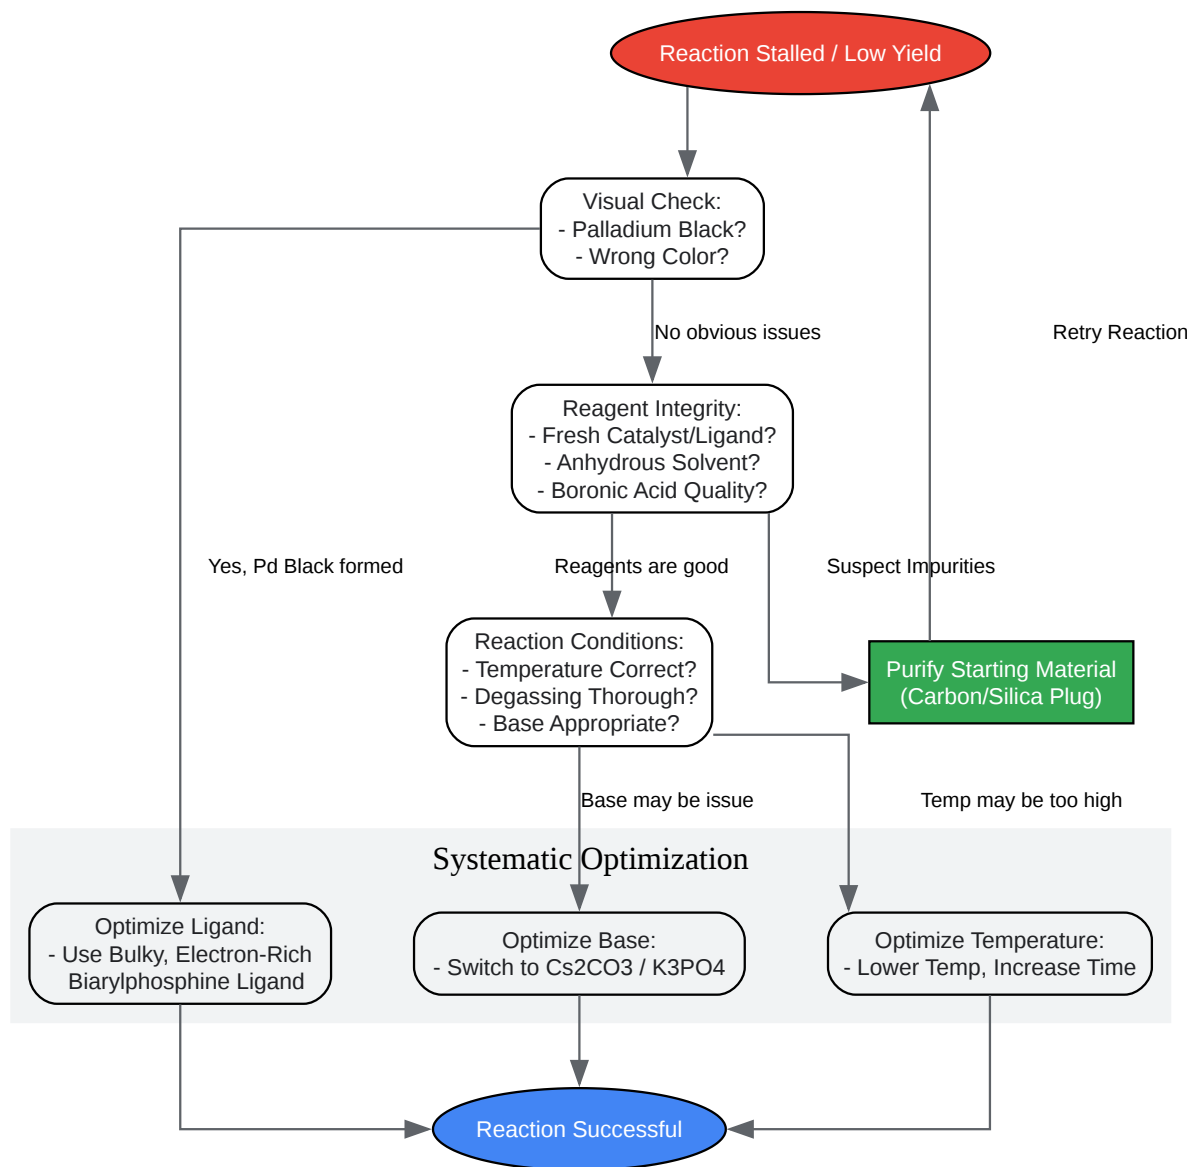 Reaction Stalled / Low Yield
Visual Check:
- Palladium Black?
- Wrong Color?
No obvious issues
Retry Reaction
Reagent Integrity:
- Fresh Catalyst/Ligand?
- Anhydrous Solvent?
- Boronic Acid Quality?
Yes, Pd Black formed
Reagents are good
Suspect Impurities
Reaction Conditions:
- Temperature Correct?
- Degassing Thorough?
- Base Appropriate?
Purify Starting Material
(Carbon/Silica Plug)
Base may be issue
Temp may be too high
Systematic Optimization
Optimize Ligand:
- Use Bulky, Electron-Rich
Biarylphosphine Ligand
Optimize Base:
- Switch to Cs2CO3 / K3PO4
Optimize Temperature:
- Lower Temp, Increase Time
Reaction Successful